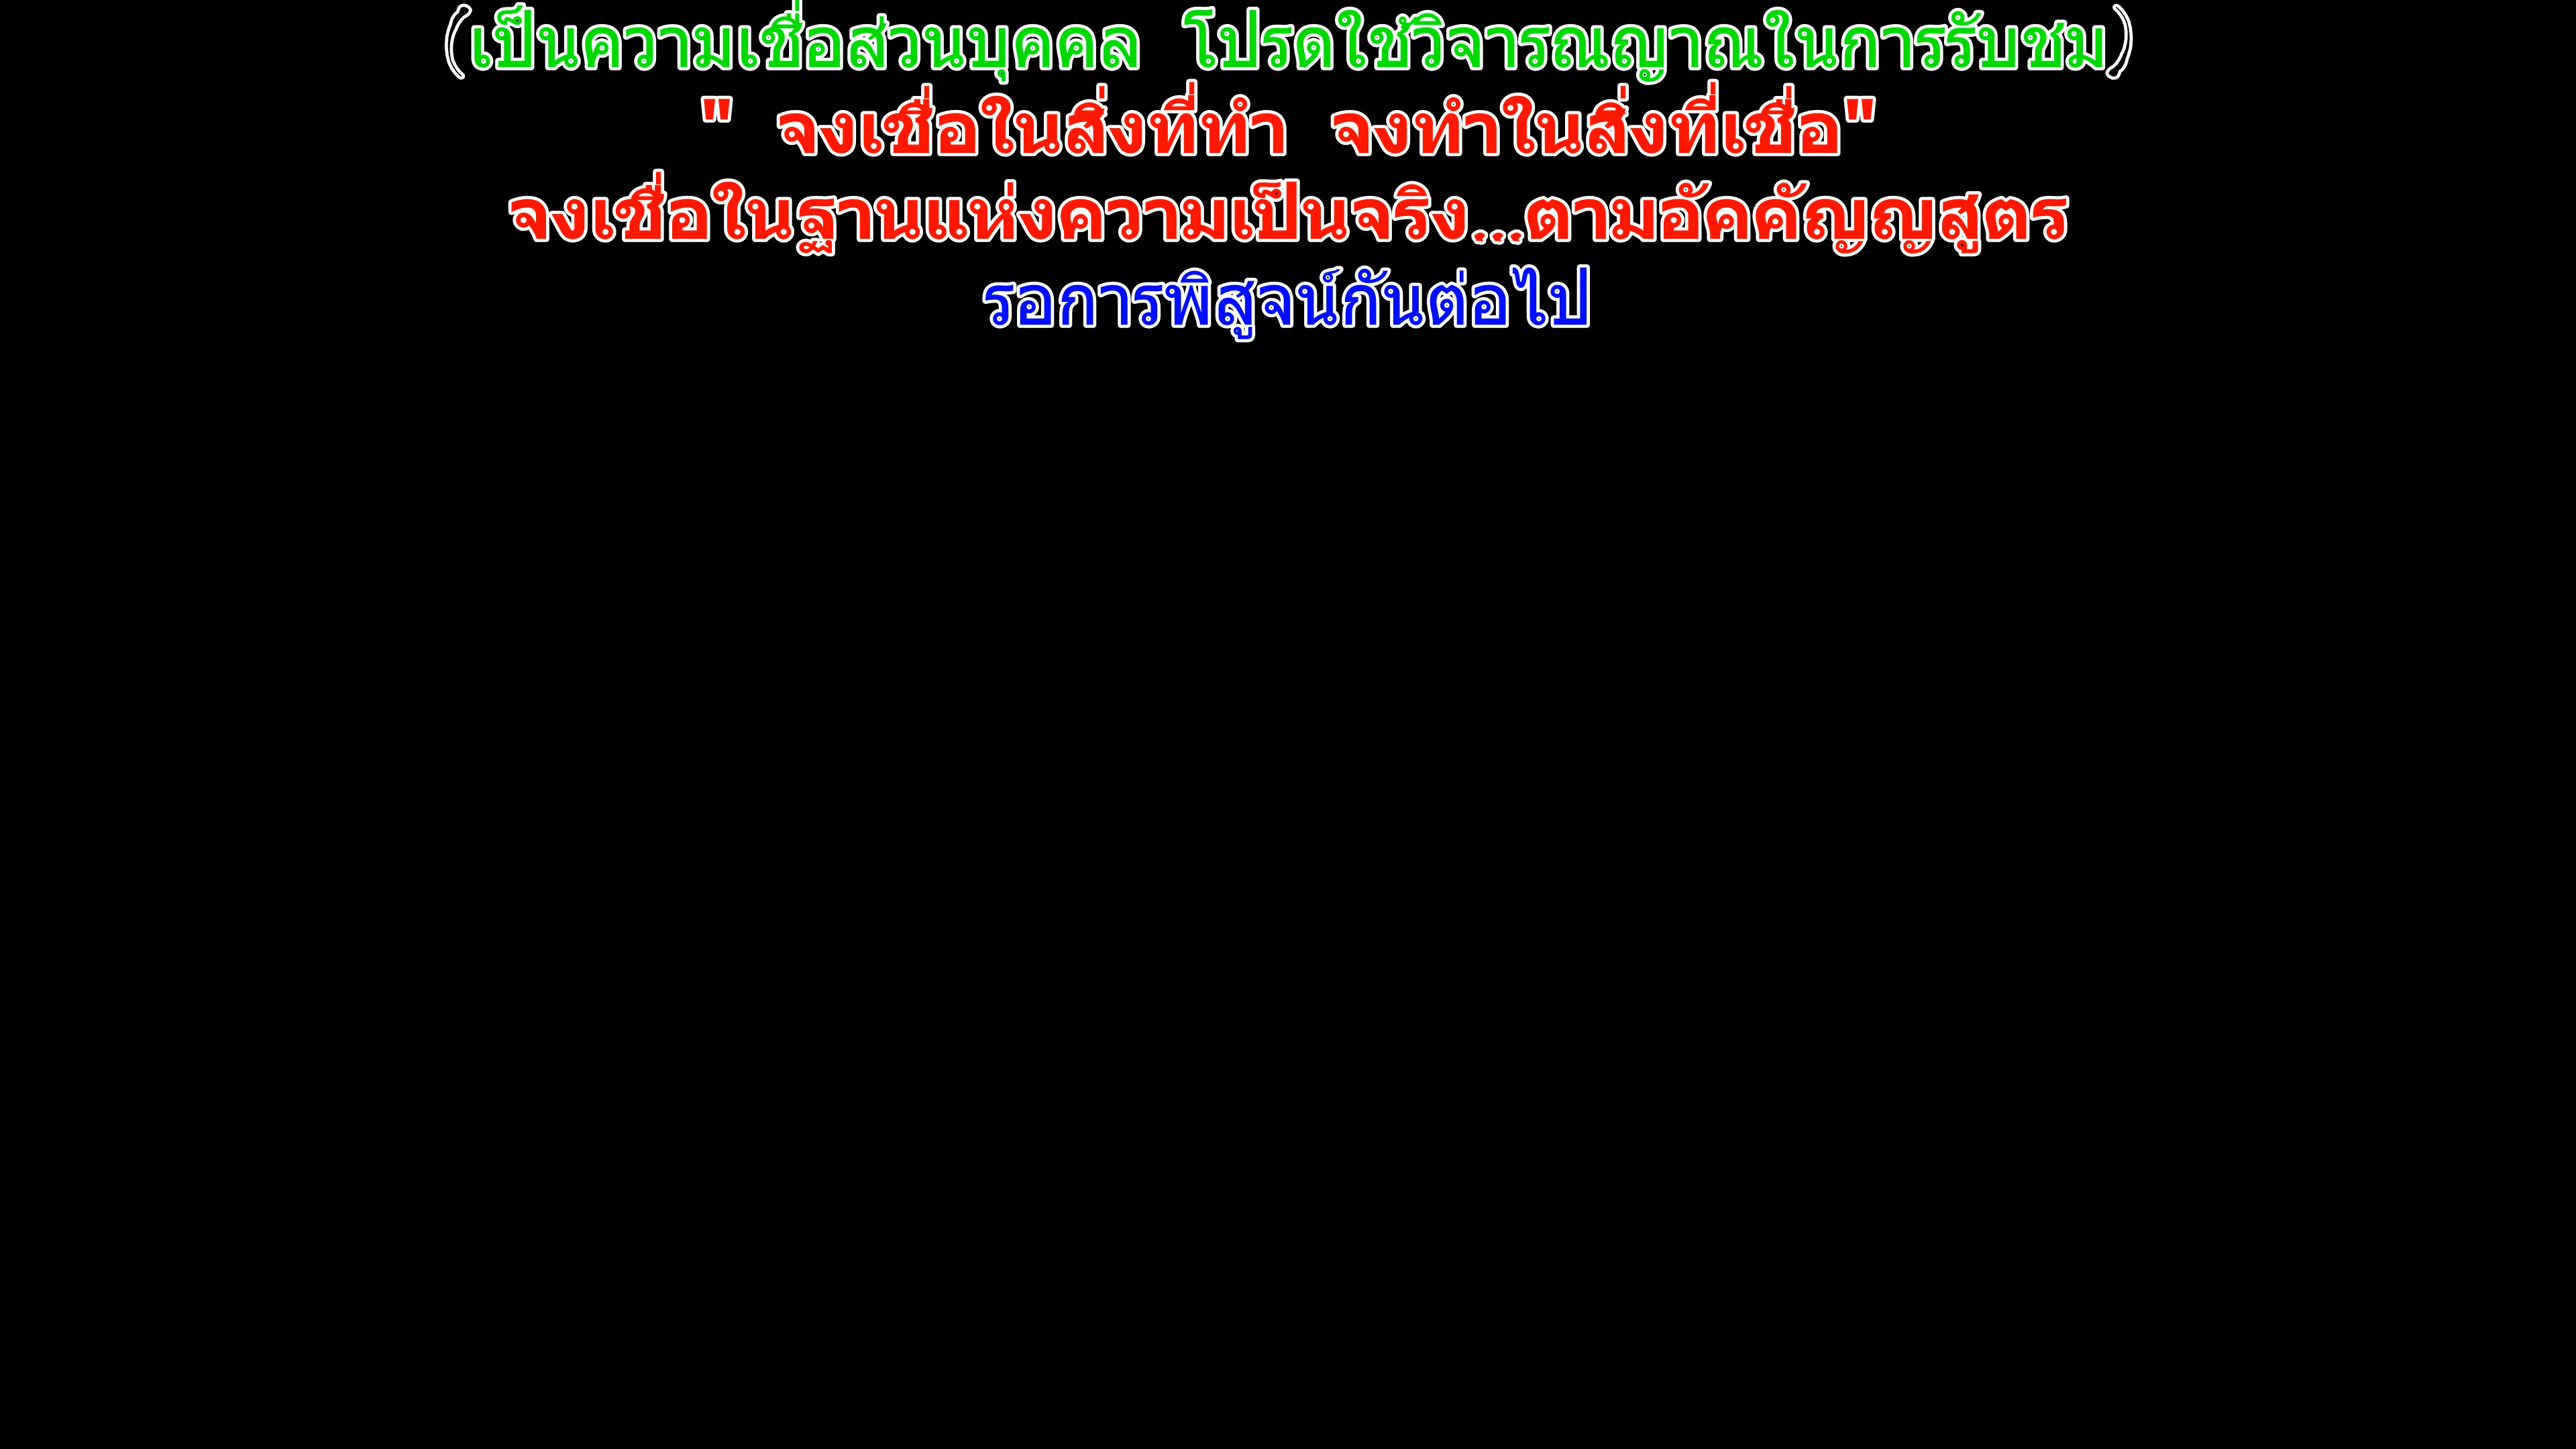 (เป็นความเชื่อส่วนบุคคล โปรดใช้วิจารณญาณในการรับชม)
" จงเชื่อในสิ่งที่ทำ จงทำในสิ่งที่เชื่อ"
จงเชื่อในฐานแห่งความเป็นจริง...ตามอัคคัญญสูตร
รอการพิสูจน์กันต่อไป